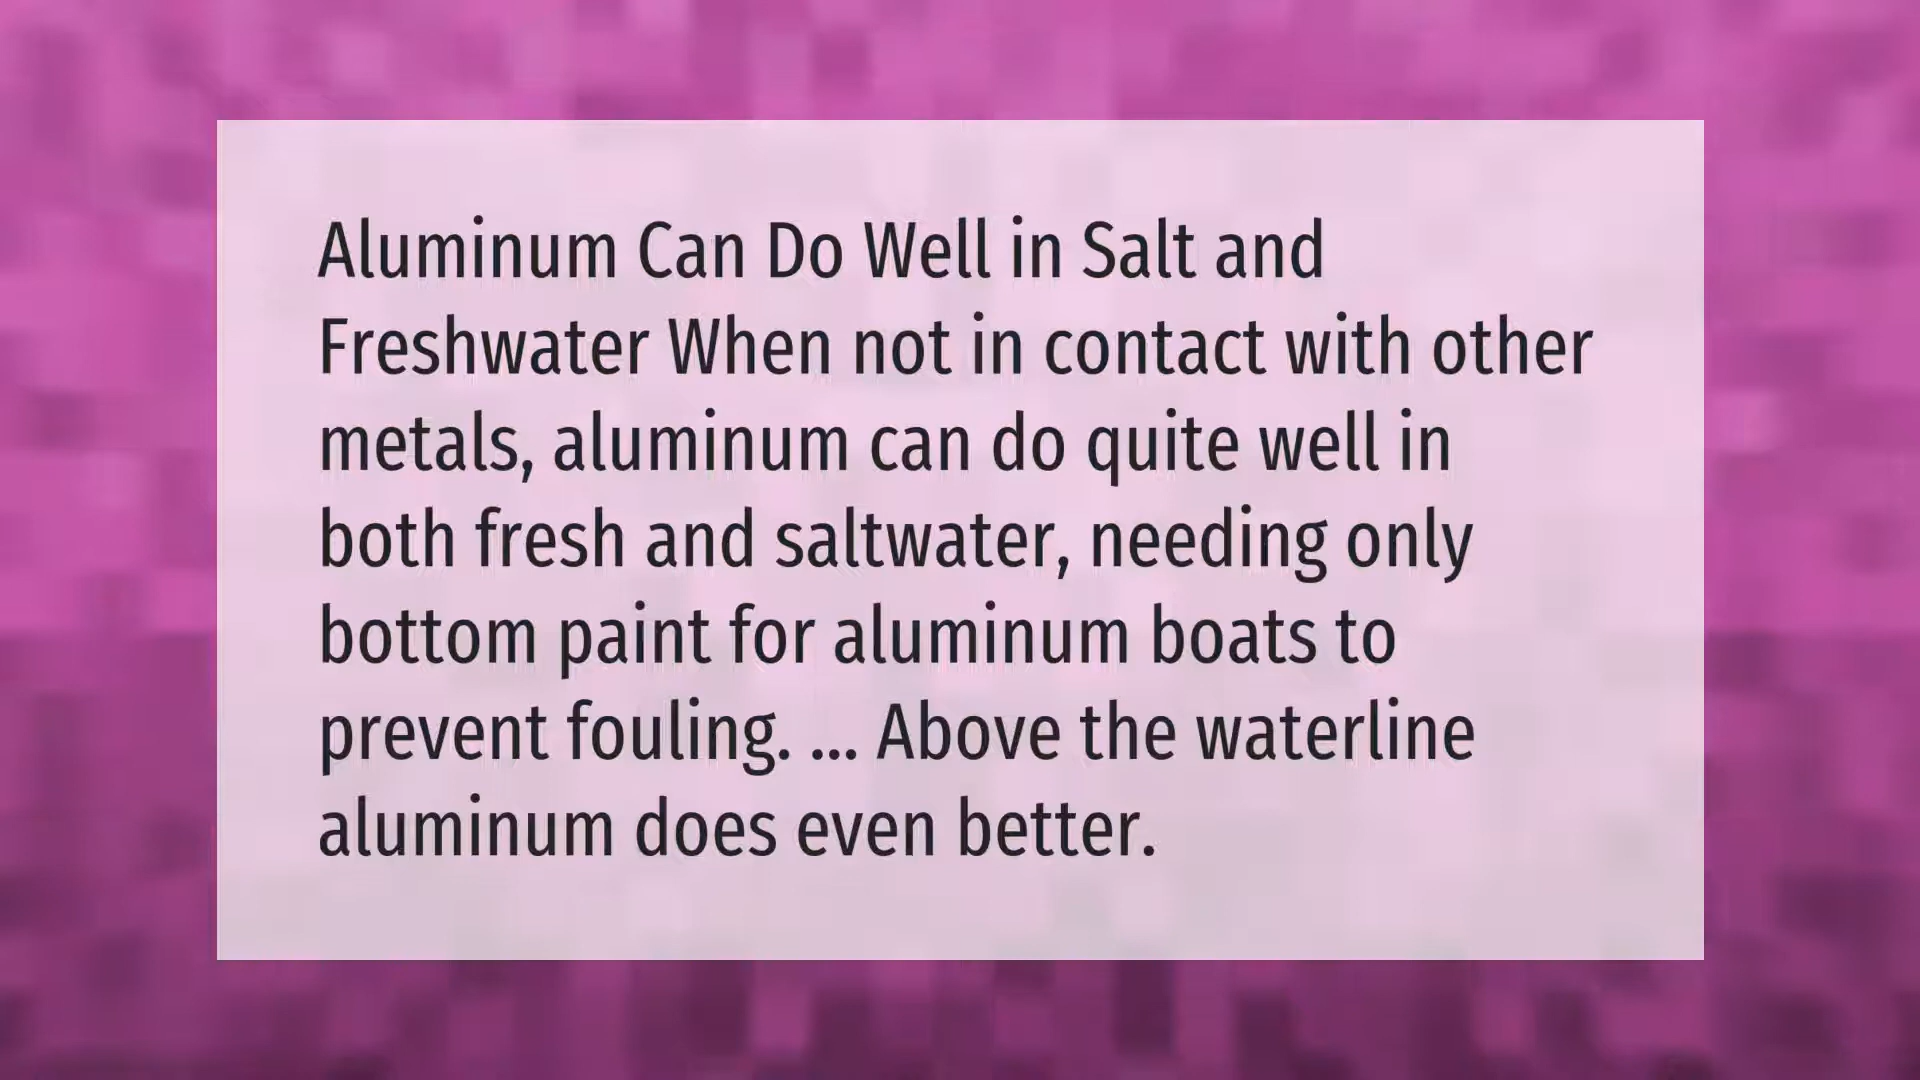 Aluminum Can Do Well in Salt and
Freshwater When not in contact with other
metals, aluminum can do quite well in
both fresh and saltwater, needing only
bottom paint for aluminum boats to
prevent fouling. ... Above the waterline
aluminum does even better.